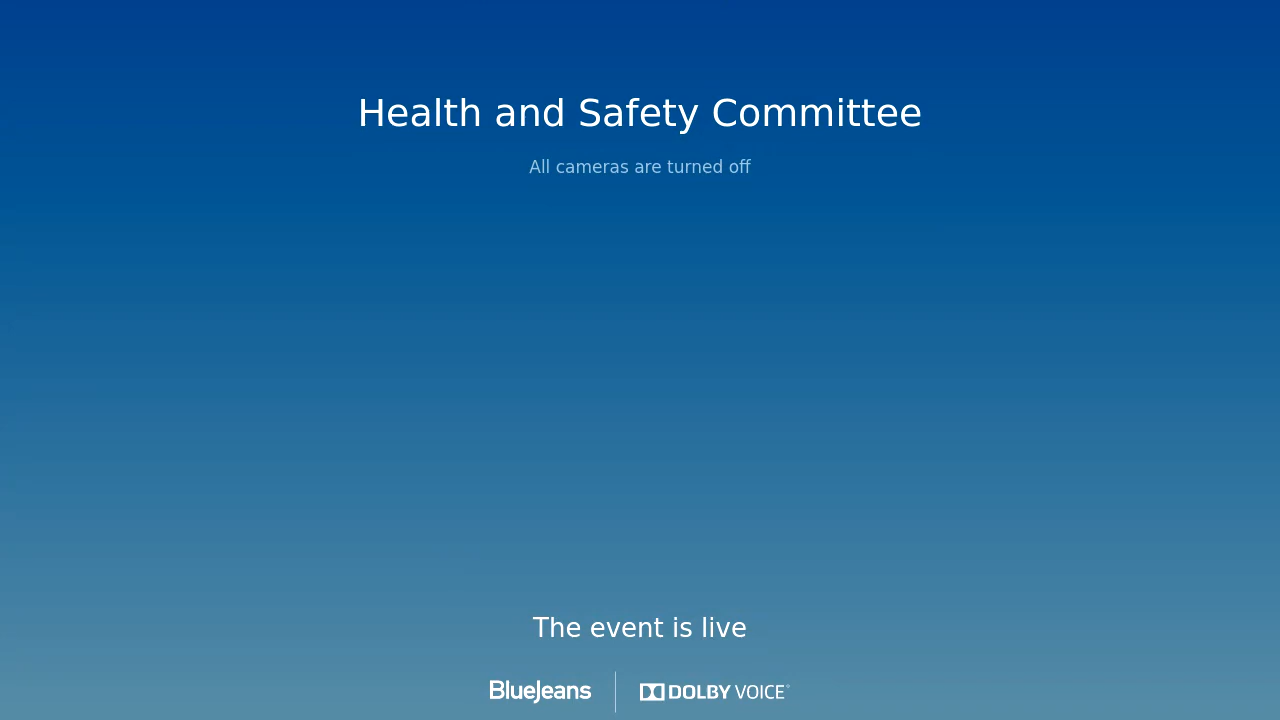 Health and Safety Committee
All cameras are turned off
The event is live
BlueJeans
DOLBY VOICE